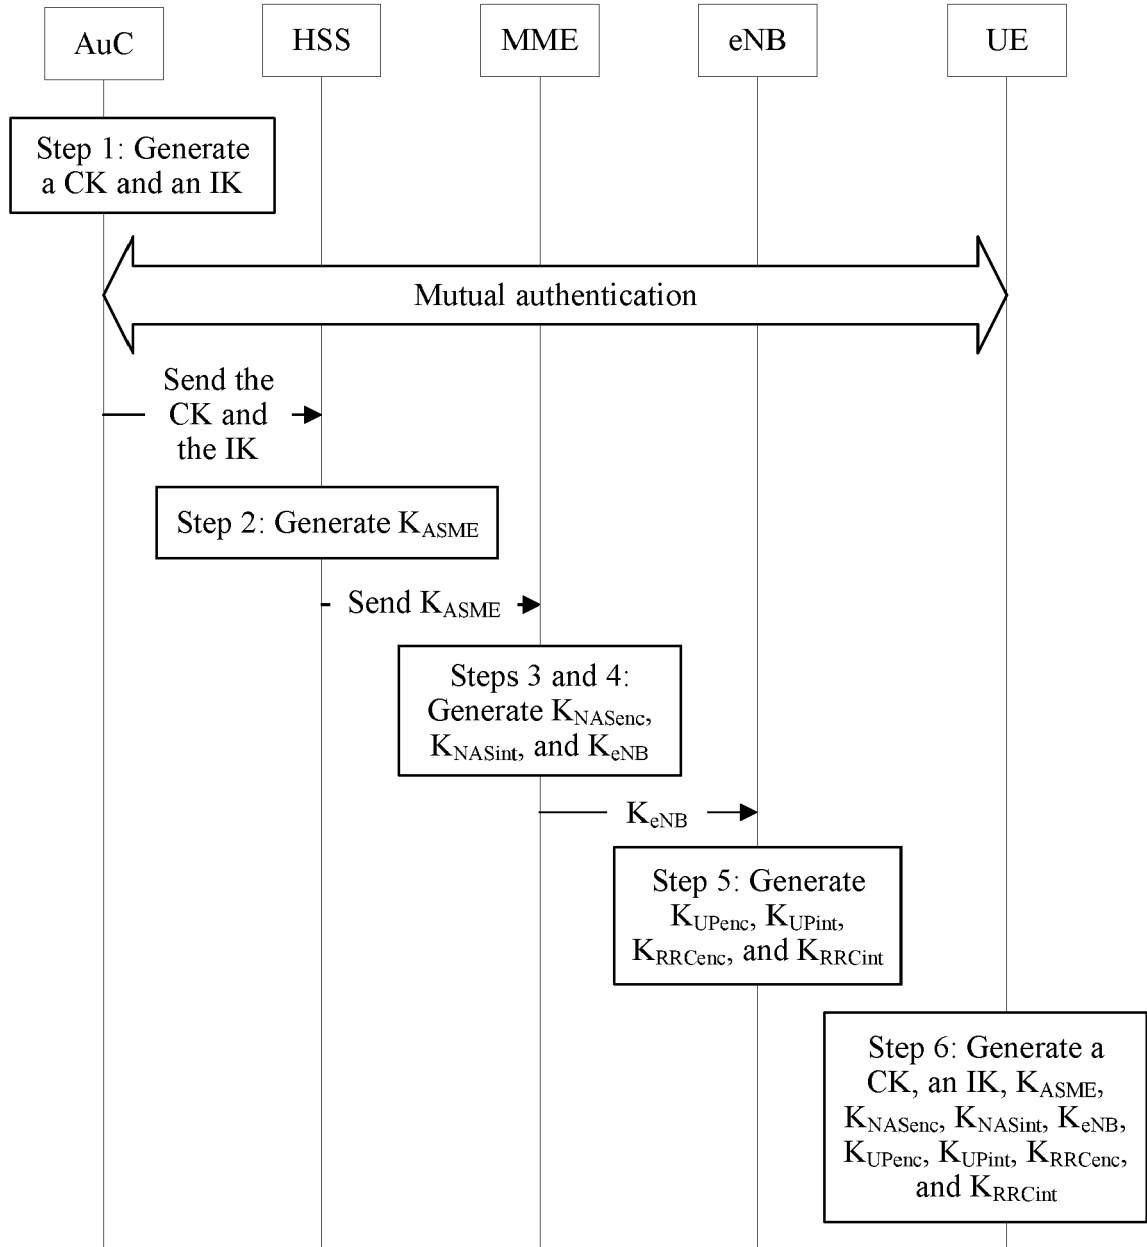 AuC
HSS
MME
eNB
UE
Step 1: Generate
a CK and an IK
Mutual authentication
Send the
CK and
the IK
Step 2: Generate KASME
Send KASME
Steps 3 and 4:
Generate KNASenc,
KNASint, and KeNB
KeNB
Step 5: Generate
KUPenc, KUPint,
KRRCenc, and KRRCint
Step 6: Generate a
CK, an IK, KASME,
KNASenc, KNASint, KeNB,
KUPenc, KUPint, KRRCenc,
and KRRCint